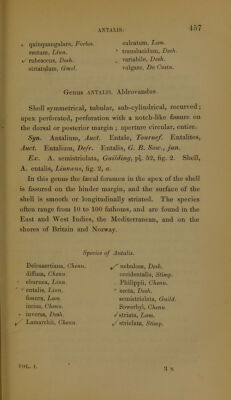 ANTALIS. 457
quinquangulare, Forbes.
rectum, Linn.
rubescens, Desh.
striatulum, Gmel.
calcatum, Lam.
translucidum, Desh.
variabile, Desh.
vulgare, Da Costa.
Genus ANTALIS. Aldrovandus.
Shell symmetrical, tubular, sub-cylindrical, recurved;
apex perforated, perforation with a notch-like fissure on
the dorsal or posterior margin; aperture circular, entire.
Syn. Antalium, Auct. Entale, Tournef. Entalites,
Auct. Entalium, Defr. Entalis, G. B. Sow., jun.
Ex. A. semistriolata, Guilding, pl. 52, fig. 2. Shell,
A. entalis, Linnæus, fig. 2, a.
In this genus the fæcal foramen in the apex of the shell
is fissured on the hinder margin, and the surface of the
shell is smooth or longitudinally striated. The species
often range from 10 to 100 fathoms, and are found in the
East and West Indies, the Mediterranean, and on the
shores of Britain and Norway.
Species of Antalis.
Delessertiana, Chenu.
diffusa, Chenu.
eburnea, Linn.
entalis, Linn.
fissura, Lam.
incisa, Chenu.
inversa, Desh.
Lamarckii, Chenu.
nebulosa, Desh.
occidentalis, Stimp.
Philippii, Chenu.
secta, Desh.
semistriolata, Guild.
Sowerbyi, Chenu.
striata, Lam.
striolata, Stimp.
VOL. I. 3 N